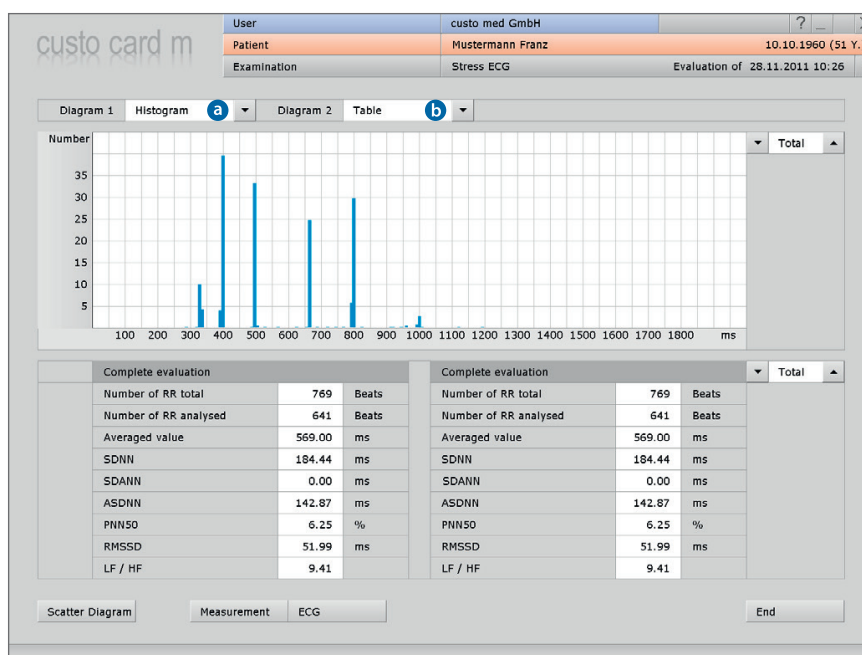 custo card m
User custo med GmbH ? _
Patient Mustermann Franz 10.10.1960 (51 Y.
Examination Stress ECG Evaluation of 28.11.2011 10:26
Diagram 1 Histogram a Diagram 2 Table b
Number Total
35
30
25
20
15
10
5
100 200 300 400 500 600 700 800 900 1000 1100 1200 1300 1400 1500 1600 1700 1800 ms
Complete evaluation Complete evaluation Total
Number of RR total 769 Beats Number of RR total 769 Beats
Number of RR analysed 641 Beats Number of RR analysed 641 Beats
Averaged value 569.00 ms Averaged value 569.00 ms
SDNN 184.44 ms SDNN 184.44 ms
SDANN 0.00 ms SDANN 0.00 ms
ASDNN 142.87 ms ASDNN 142.87 ms
PNN50 6.25 % PNN50 6.25 %
RMSSD 51.99 ms RMSSD 51.99 ms
LF / HF 9.41 LF / HF 9.41
Scatter Diagram Measurement ECG End